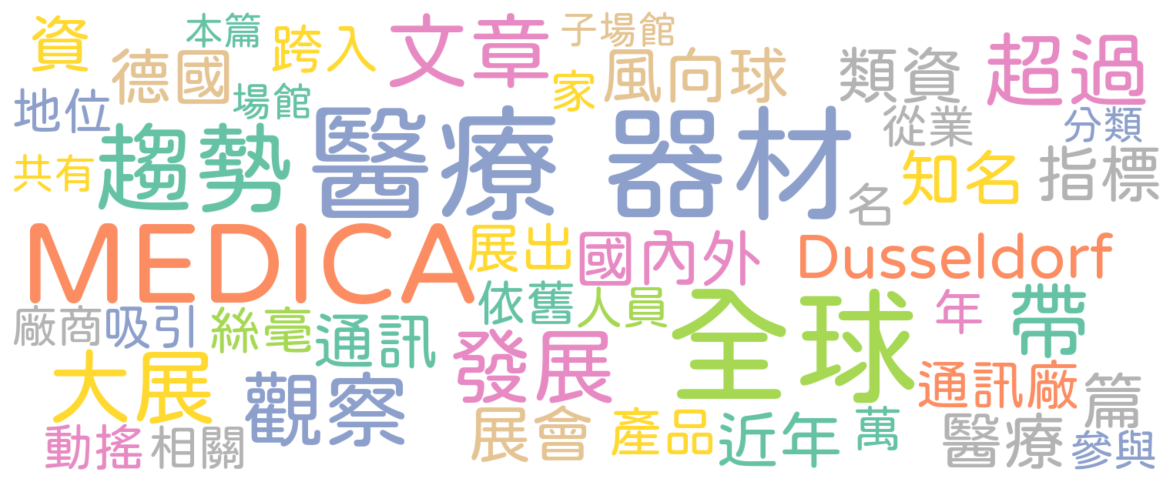 資
本篇
跨入
文章
子場館
德國
場館
家
風向球
類資
超過
地位
趨勢
醫療
器材
從業
分類
共有
名
知名
指標
MEDICA
展出
國內外
Dusseldorf
廠商
吸引
絲毫
通訊
依舊
人員
全球
年
帶
大展
觀察
發展
通訊廠
篇
動搖
相關
展會
產品
近年
萬
醫療
參與